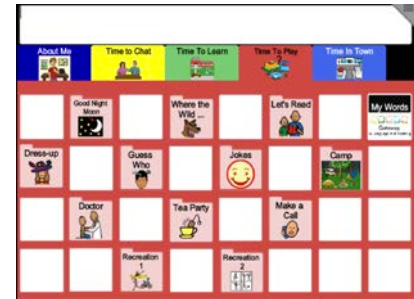 About Me
Time to Chat
Time To Learn
Time To Play
Time In Town
Good Night
Moon
Where the
Wild ...
Let's Read
My Words
Gateway
Dress-up
Guess
Who
Jokes
Camp
Doctor
Tea Party
Make a
Call
Recreation
1
Recreation
2